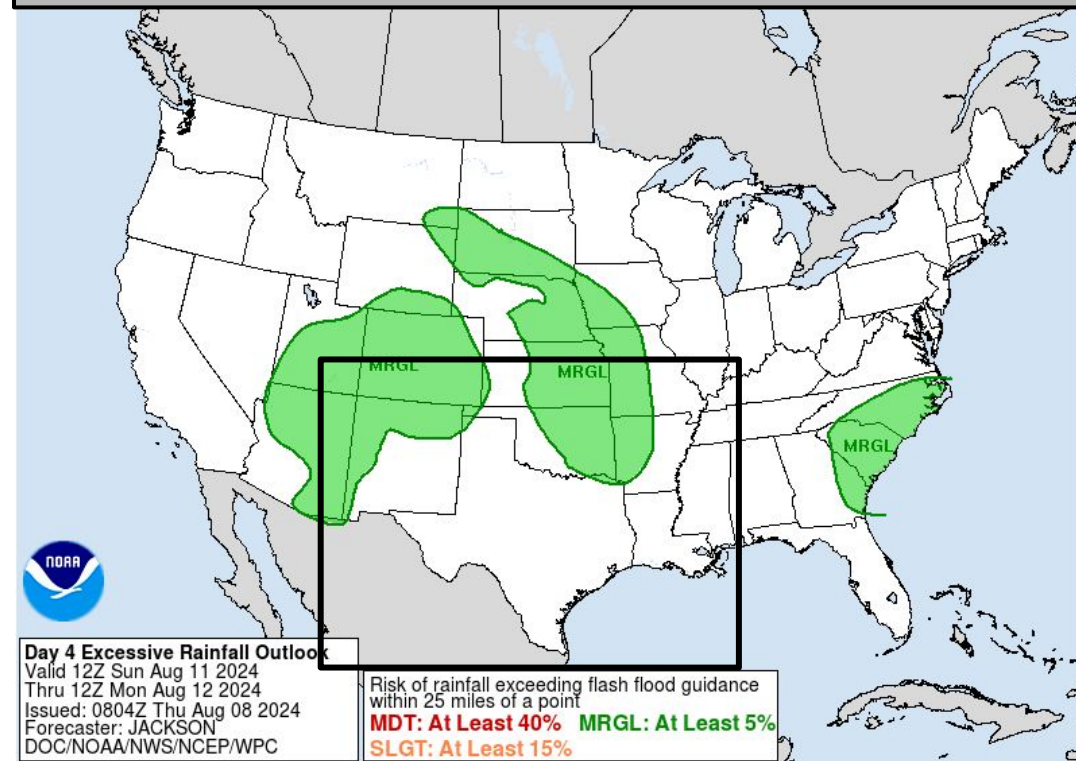 MRGL
MRGL
MRGL
NOAA
Day 4 Excessive Rainfall Outlook
Valid 12Z Sun Aug 11 2024
Thru 12Z Mon Aug 12 2024
Issued: 0804Z Thu Aug 08 2024
Forecaster: JACKSON
DOC/NOAA/NWS/NCEP/WPC
Risk of rainfall exceeding flash flood guidance
within 25 miles of a point
MDT: At Least 40% MRGL: At Least 5%
SLGT: At Least 15%